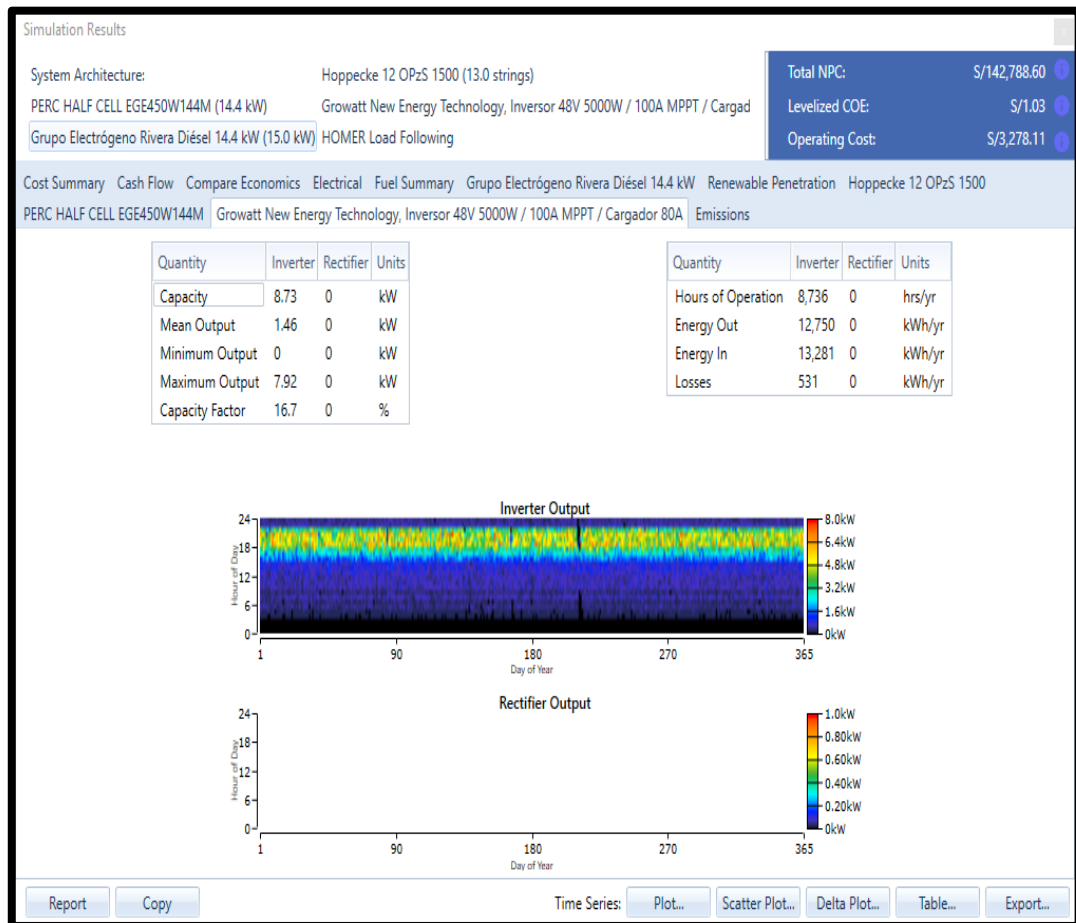 Simulation Results
System Architecture: Hoppecke 12 OPzS 1500 (13.0 strings)
PERC HALF CELL EGE450W144M (14.4 kW) Growatt New Energy Technology, Inversor 48V 5000W / 100A MPPT / Cargad
Grupo Electrógeno Rivera Diésel 14.4 kW (15.0 kW) HOMER Load Following
Total NPC: S/142,788.60
Levelized COE: S/1.03
Operating Cost: S/3,278.11
Cost Summary Cash Flow Compare Economics Electrical Fuel Summary Grupo Electrógeno Rivera Diésel 14.4 kW Renewable Penetration Hoppecke 12 OPzS 1500
PERC HALF CELL EGE450W144M Growatt New Energy Technology, Inversor 48V 5000W / 100A MPPT / Cargador 80A Emissions
Quantity Inverter Rectifier Units
Capacity 8.73 0 kW
Mean Output 1.46 0 kW
Minimum Output 0 0 kW
Maximum Output 7.92 0 kW
Capacity Factor 16.7 0 %
Quantity Inverter Rectifier Units
Hours of Operation 8,736 0 hrs/yr
Energy Out 12,750 0 kWh/yr
Energy In 13,281 0 kWh/yr
Losses 531 0 kWh/yr
Inverter Output
Hour of Day
24
18
12
6
0
1 90 180 270 365
Day of Year
8.0kW
6.4kW
4.8kW
3.2kW
1.6kW
0kW
Rectifier Output
Hour of Day
24
18
12
6
0
1 90 180 270 365
Day of Year
1.0kW
0.80kW
0.60kW
0.40kW
0.20kW
0kW
Report Copy Time Series: Plot... Scatter Plot... Delta Plot... Table... Export...